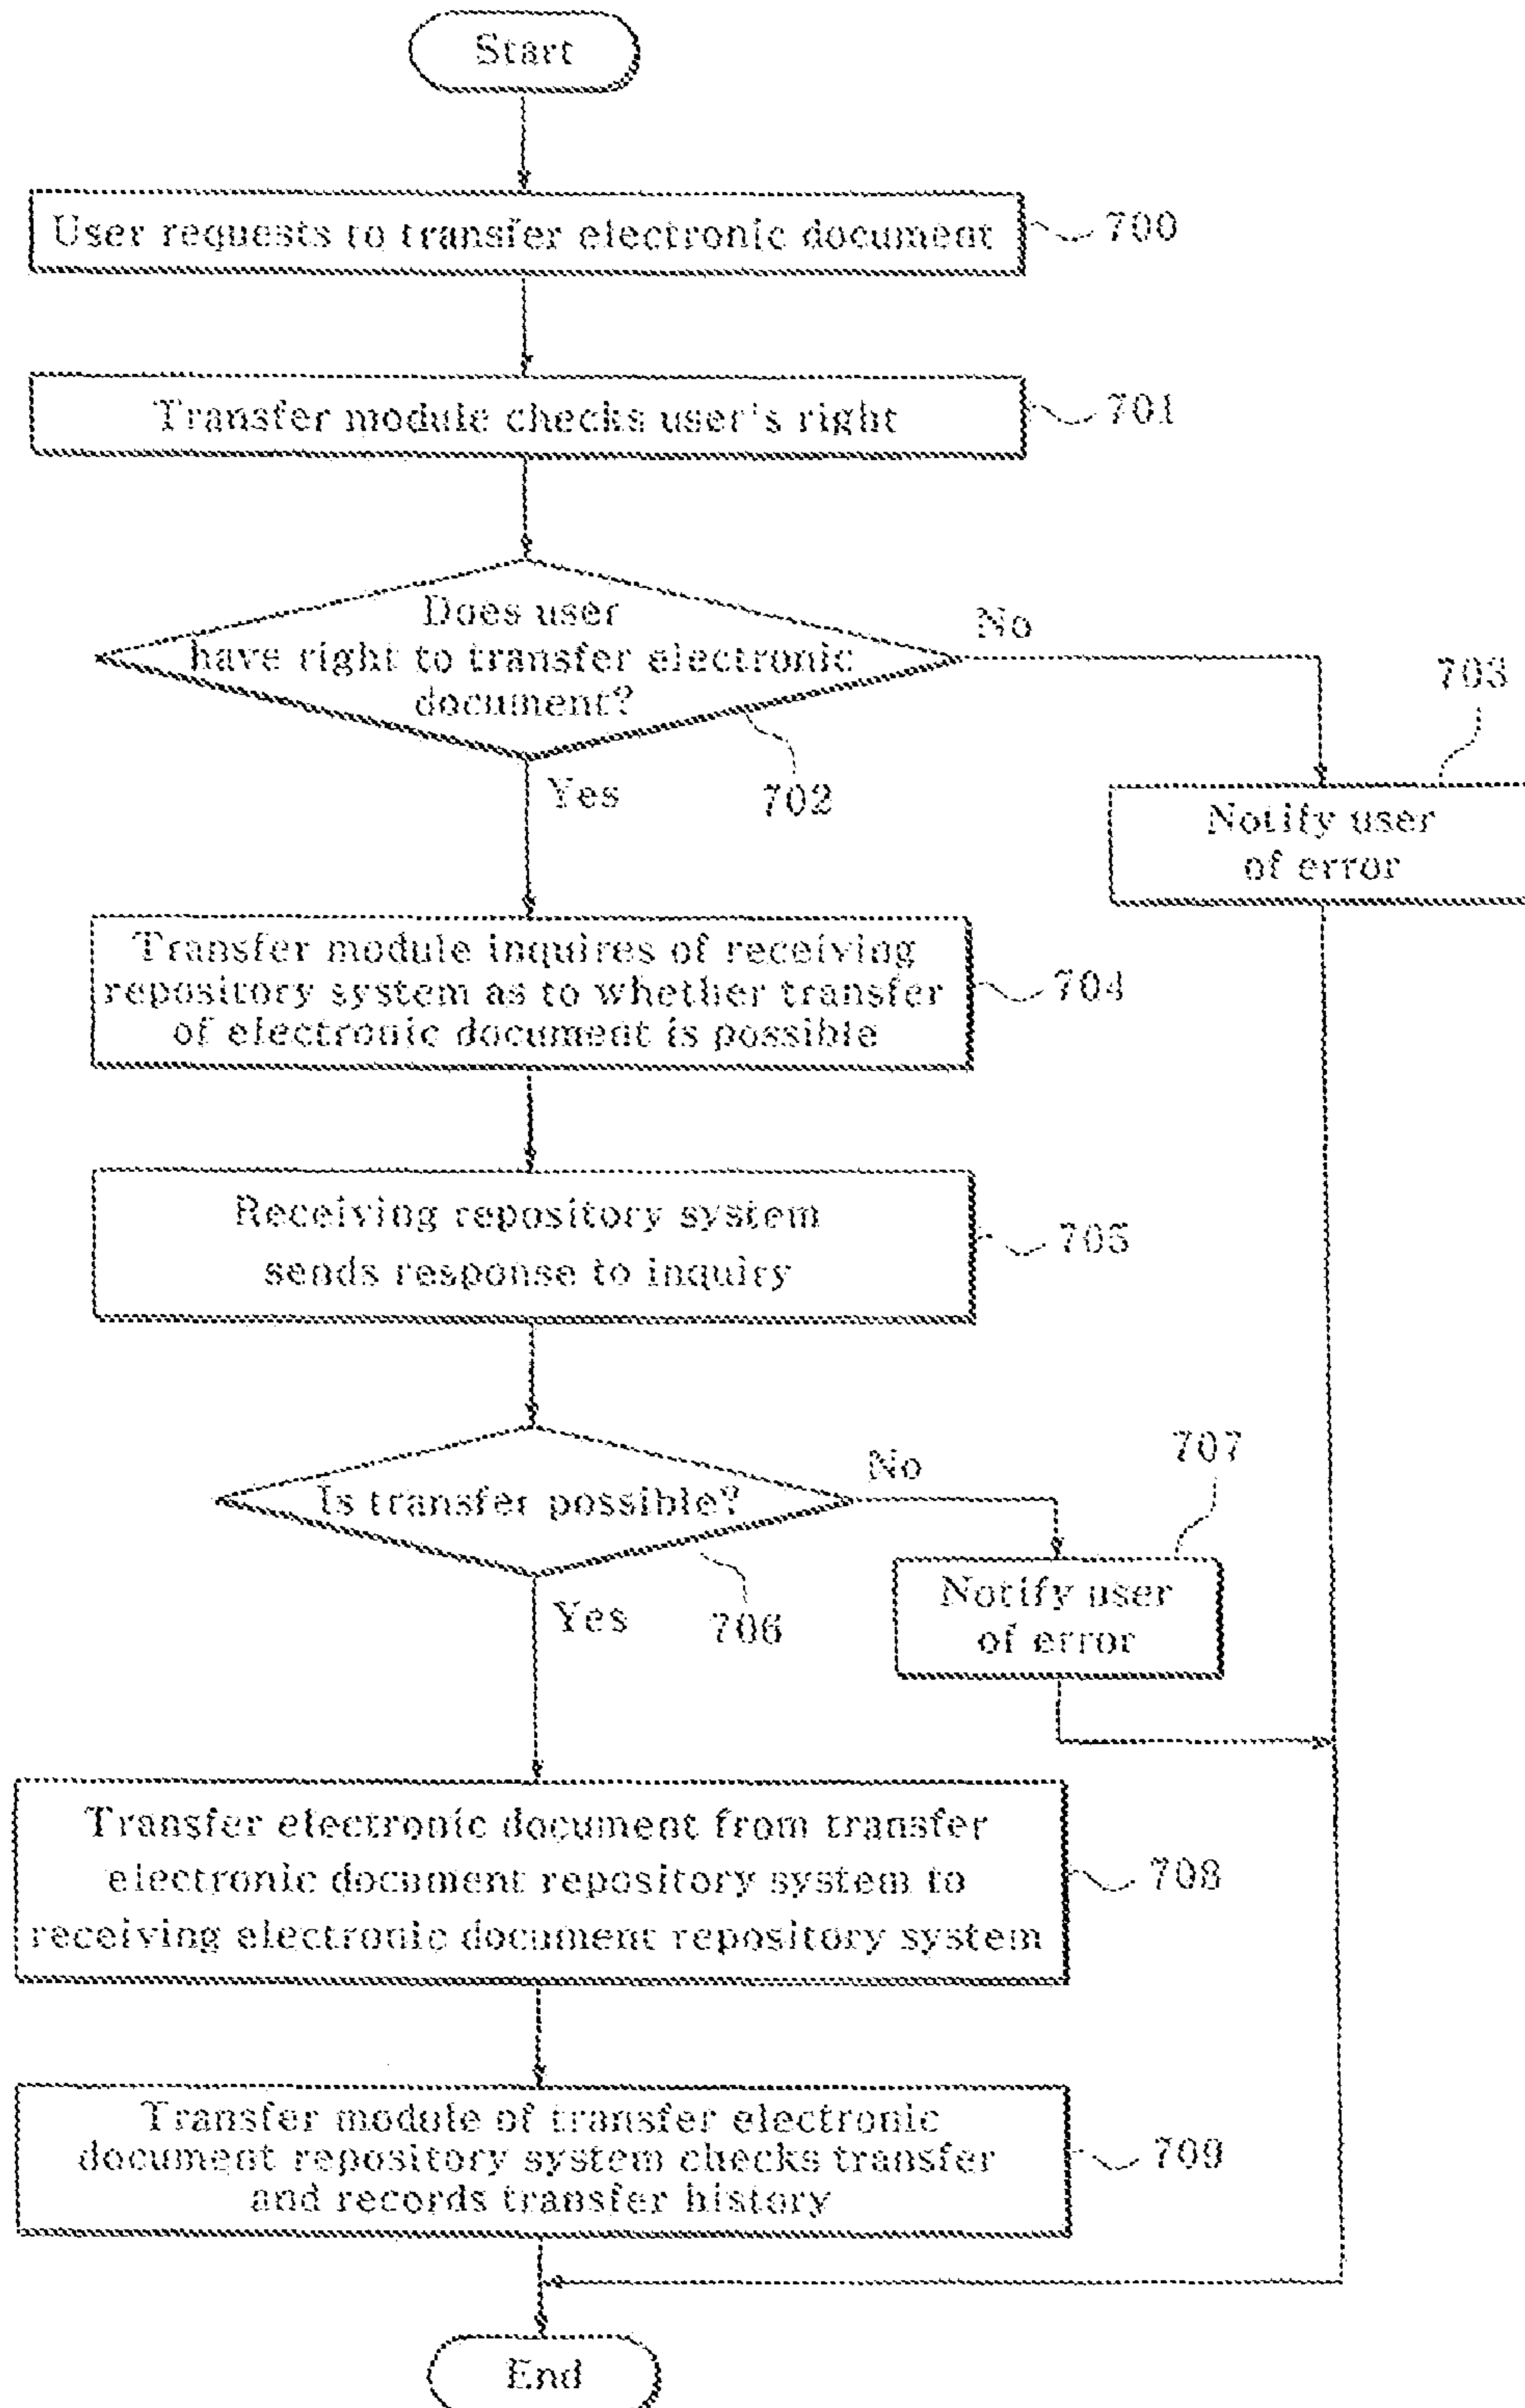 Start
User requests to transfer electronic document
700
Transfer module checks user's right
701
Does user
have right to transfer electronic
document?
No
702
703
Yes
Notify user
of error
Transfer module inquires of receiving
repository system as to whether transfer
of electronic document is possible
704
Receiving repository system
sends response to inquiry
705
Is transfer possible?
No
707
Yes
706
Notify user
of error
Transfer electronic document from transfer
electronic document repository system to
receiving electronic document repository system
708
Transfer module of transfer electronic
document repository system checks transfer
and records transfer history
709
End